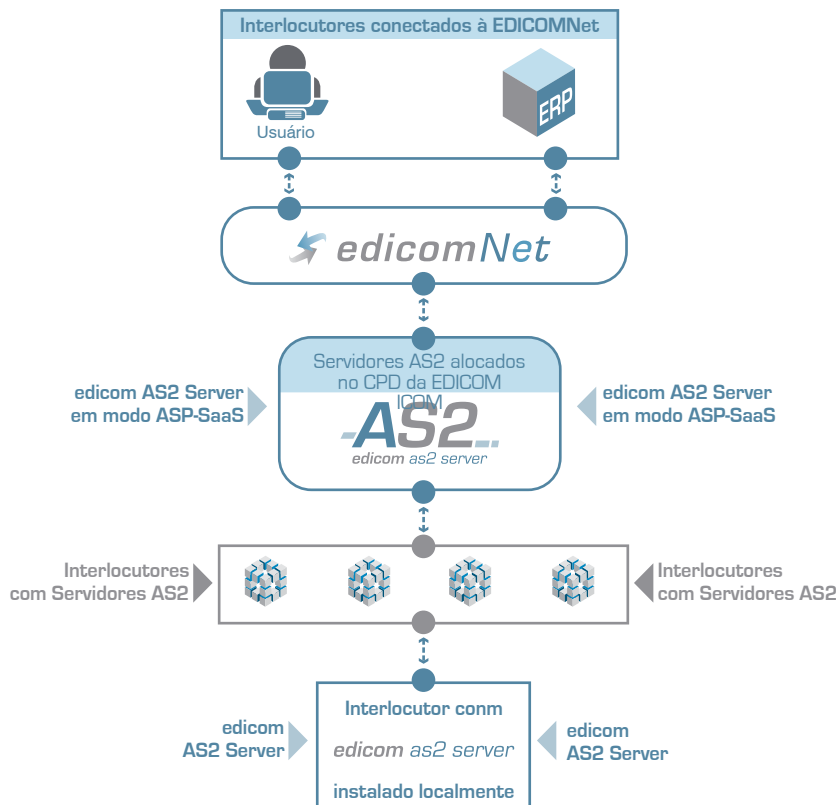 Interlocutores conectados à EDICOMNet
ERP
Usuário
edicomNet
Servidores AS2 alocados
no CPD da EDICOM
ICOM
edicom AS2 Server
em modo ASP-SaaS
edicom AS2 Server
em modo ASP-SaaS
AS2
edicom as2 server
Interlocutores
com Servidores AS2
Interlocutores
com Servidores AS2
Interlocutor conm
edicom as2 server
instalado localmente
edicom
AS2 Server
edicom
AS2 Server